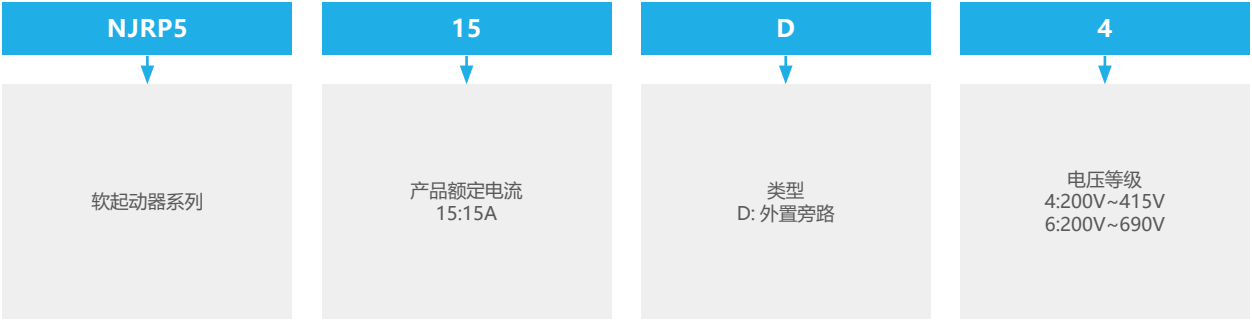 NJRP5
15
D
4
软起动器系列
产品额定电流
15:15A
类型
D: 外置旁路
电压等级
4:200V~415V
6:200V~690V